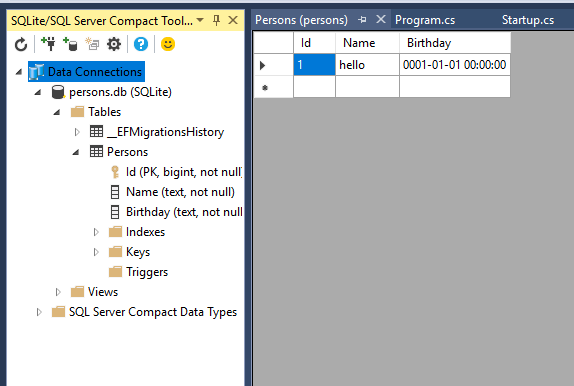 SQLite/SQL Server Compact Tool...
Data Connections
persons.db (SQLite)
Tables
__EFMigrationsHistory
Persons
Id (PK, bigint, not null)
Name (text, not null)
Birthday (text, not null
Indexes
Keys
Triggers
Views
SQL Server Compact Data Types
Persons (persons)
Program.cs
Startup.cs
Id Name Birthday
1 hello 0001-01-01 00:00:00